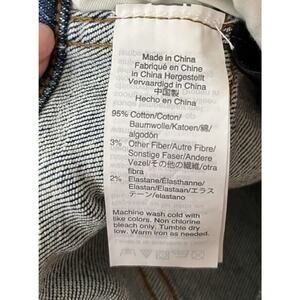 Made in China
Fabriqué en Chine
in China Hergestellt
Vervaardigd in China
中国製
Hecho en China
95% Cotton/Coton/
Baumwolle/Katoen/綿/
algodón
3% Other Fiber/Autre Fibre/
Sonstige Faser/Andere
Vezel/その他の繊維/otra
fibra
2% Elastane/Élasthanne/
Elastan/Elastaan/エラス
テーン/elastano
Machine wash cold with
like colors. Non chlorine
bleach only. Tumble dry
low. Warm iron as needed.